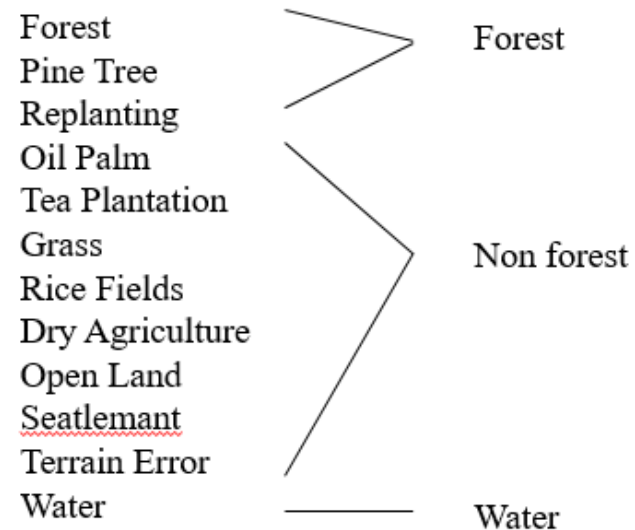 Forest
Pine Tree
Replanting
Oil Palm
Tea Plantation
Grass
Rice Fields
Dry Agriculture
Open Land
Seatlemant
Terrain Error
Water
Forest
Non forest
Water